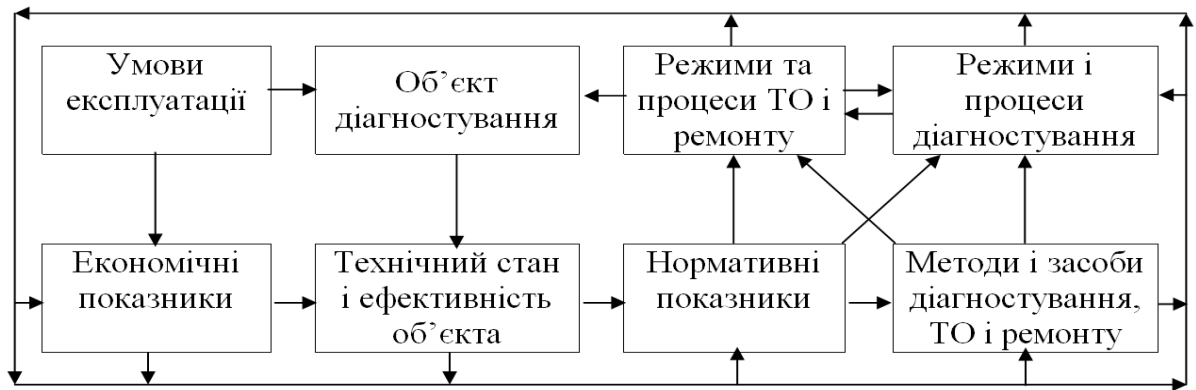 Умови
експлуатації
Об’єкт
діагностування
Режими та
процеси ТО і
ремонту
Режими і
процеси
діагностування
Економічні
показники
Технічний стан
і ефективність
об’єкта
Нормативні
показники
Методи і засоби
діагностування,
ТО і ремонту